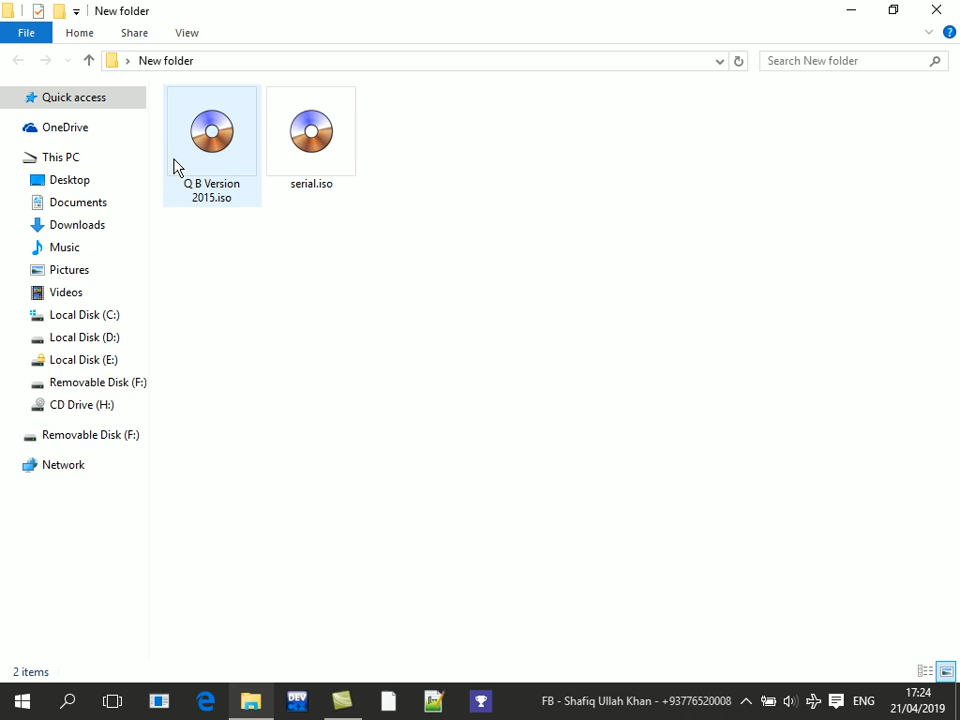 New folder
File
Home
Share
View
New folder
Search New folder
Quick access
OneDrive
This PC
Desktop
Documents
Downloads
Music
Pictures
Videos
Local Disk (C:)
Local Disk (D:)
Local Disk (E:)
Removable Disk (F:)
CD Drive (H:)
Removable Disk (F:)
Network
Q B Version
2015.iso
serial.iso
2 items
DEV
FB - Shafiq Ullah Khan - +93776520008
ENG
17:24
21/04/2019